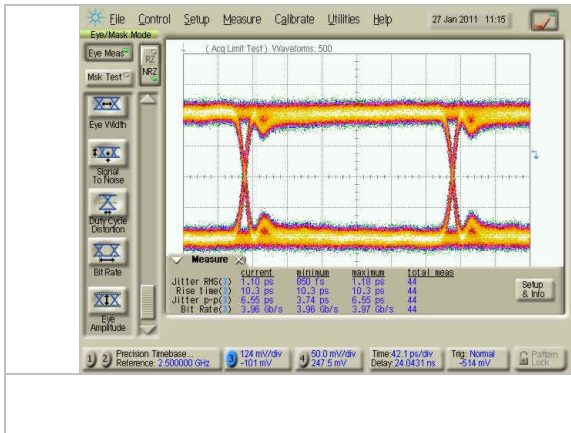 File Control Setup Measure Calibrate Utilities Help 27 Jan 2011 11:15
Eye/Mask Mode
Eye Meas
RZ
NRZ
Msk Test
( Acq Limit Test ) Waveforms: 500
Eye Width
Signal
To Noise
Duty Cycle
Distortion
Bit Rate
Eye
Amplitude
Measure
current minimum maximum total meas
Jitter RMS(3) 1.10 ps 850 fs 1.18 ps 44
Rise time(3) 10.3 ps 10.3 ps 10.3 ps 44
Jitter p-p(3) 6.55 ps 3.74 ps 6.55 ps 44
Bit Rate(3) 3.96 Gb/s 3.96 Gb/s 3.97 Gb/s 44
Setup
& Info
1 2 Precision Timebase...
Reference: 2.500000 GHz
3 124 mV/div
-101 mV
4 50.0 mV/div
247.5 mV
Time:42.1 ps/div
Delay:24.0431 ns
Trig: Normal
-514 mV
Pattern
Lock